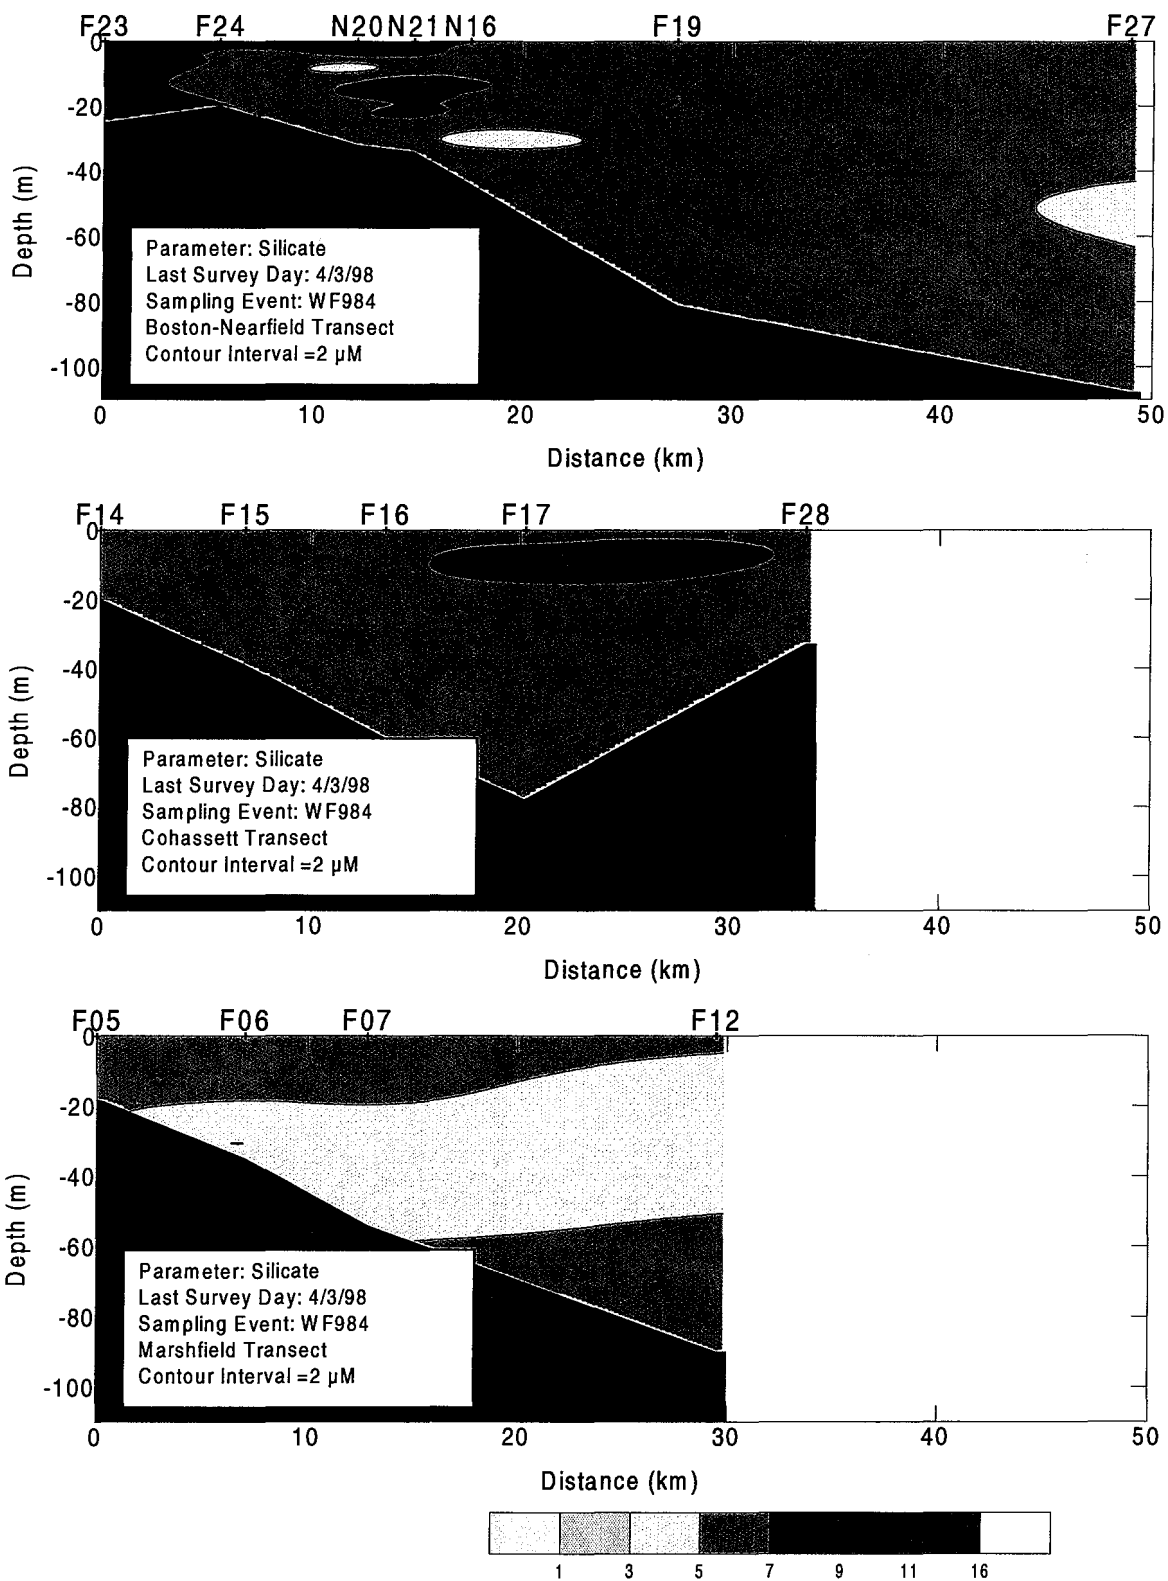 F23 F24 N20 N21 N16 F19 F27
0
-20
-40
-60
-80
-100
Depth (m)
Parameter: Silicate
Last Survey Day: 4/3/98
Sampling Event: WF984
Boston-Nearfield Transect
Contour Interval =2 µM
0 10 20 30 40 50
Distance (km)
F14 F15 F16 F17 F28
0
-20
-40
-60
-80
-100
Depth (m)
Parameter: Silicate
Last Survey Day: 4/3/98
Sampling Event: WF984
Cohassett Transect
Contour Interval =2 µM
0 10 20 30 40 50
Distance (km)
F05 F06 F07 F12
0
-20
-40
-60
-80
-100
Depth (m)
Parameter: Silicate
Last Survey Day: 4/3/98
Sampling Event: WF984
Marshfield Transect
Contour Interval =2 µM
0 10 20 30 40 50
Distance (km)
1 3 5 7 9 11 16